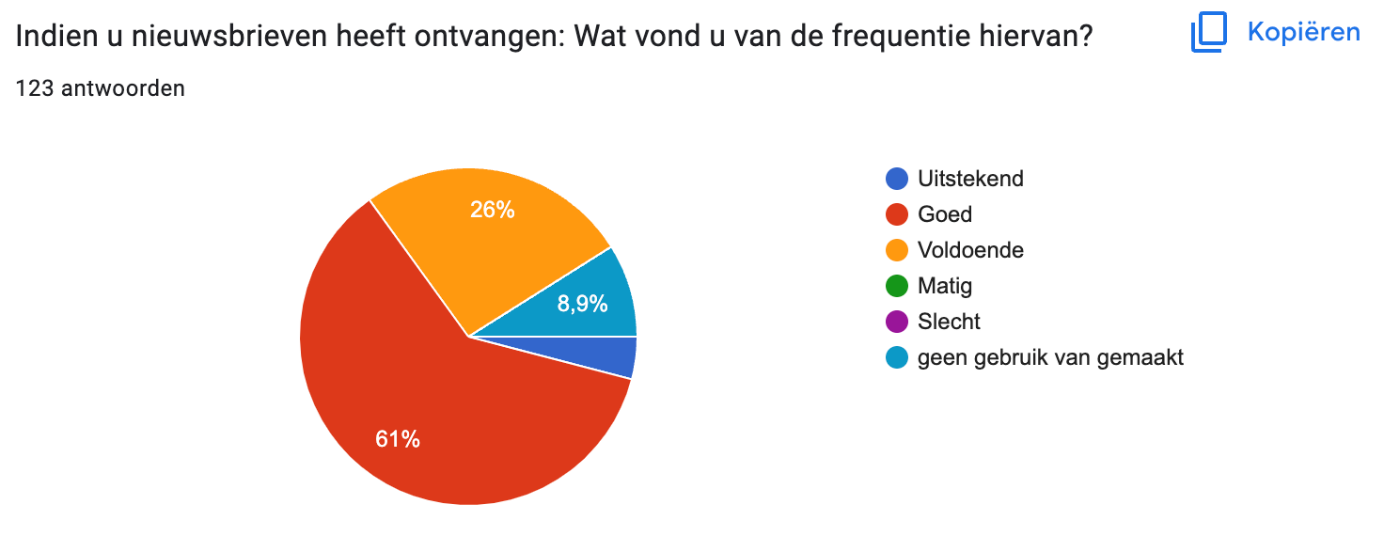 Indien u nieuwsbrieven heeft ontvangen: Wat vond u van de frequentie hiervan?
Kopiëren
123 antwoorden
26%
8,9%
61%
Uitstekend
Goed
Voldoende
Matig
Slecht
geen gebruik van gemaakt